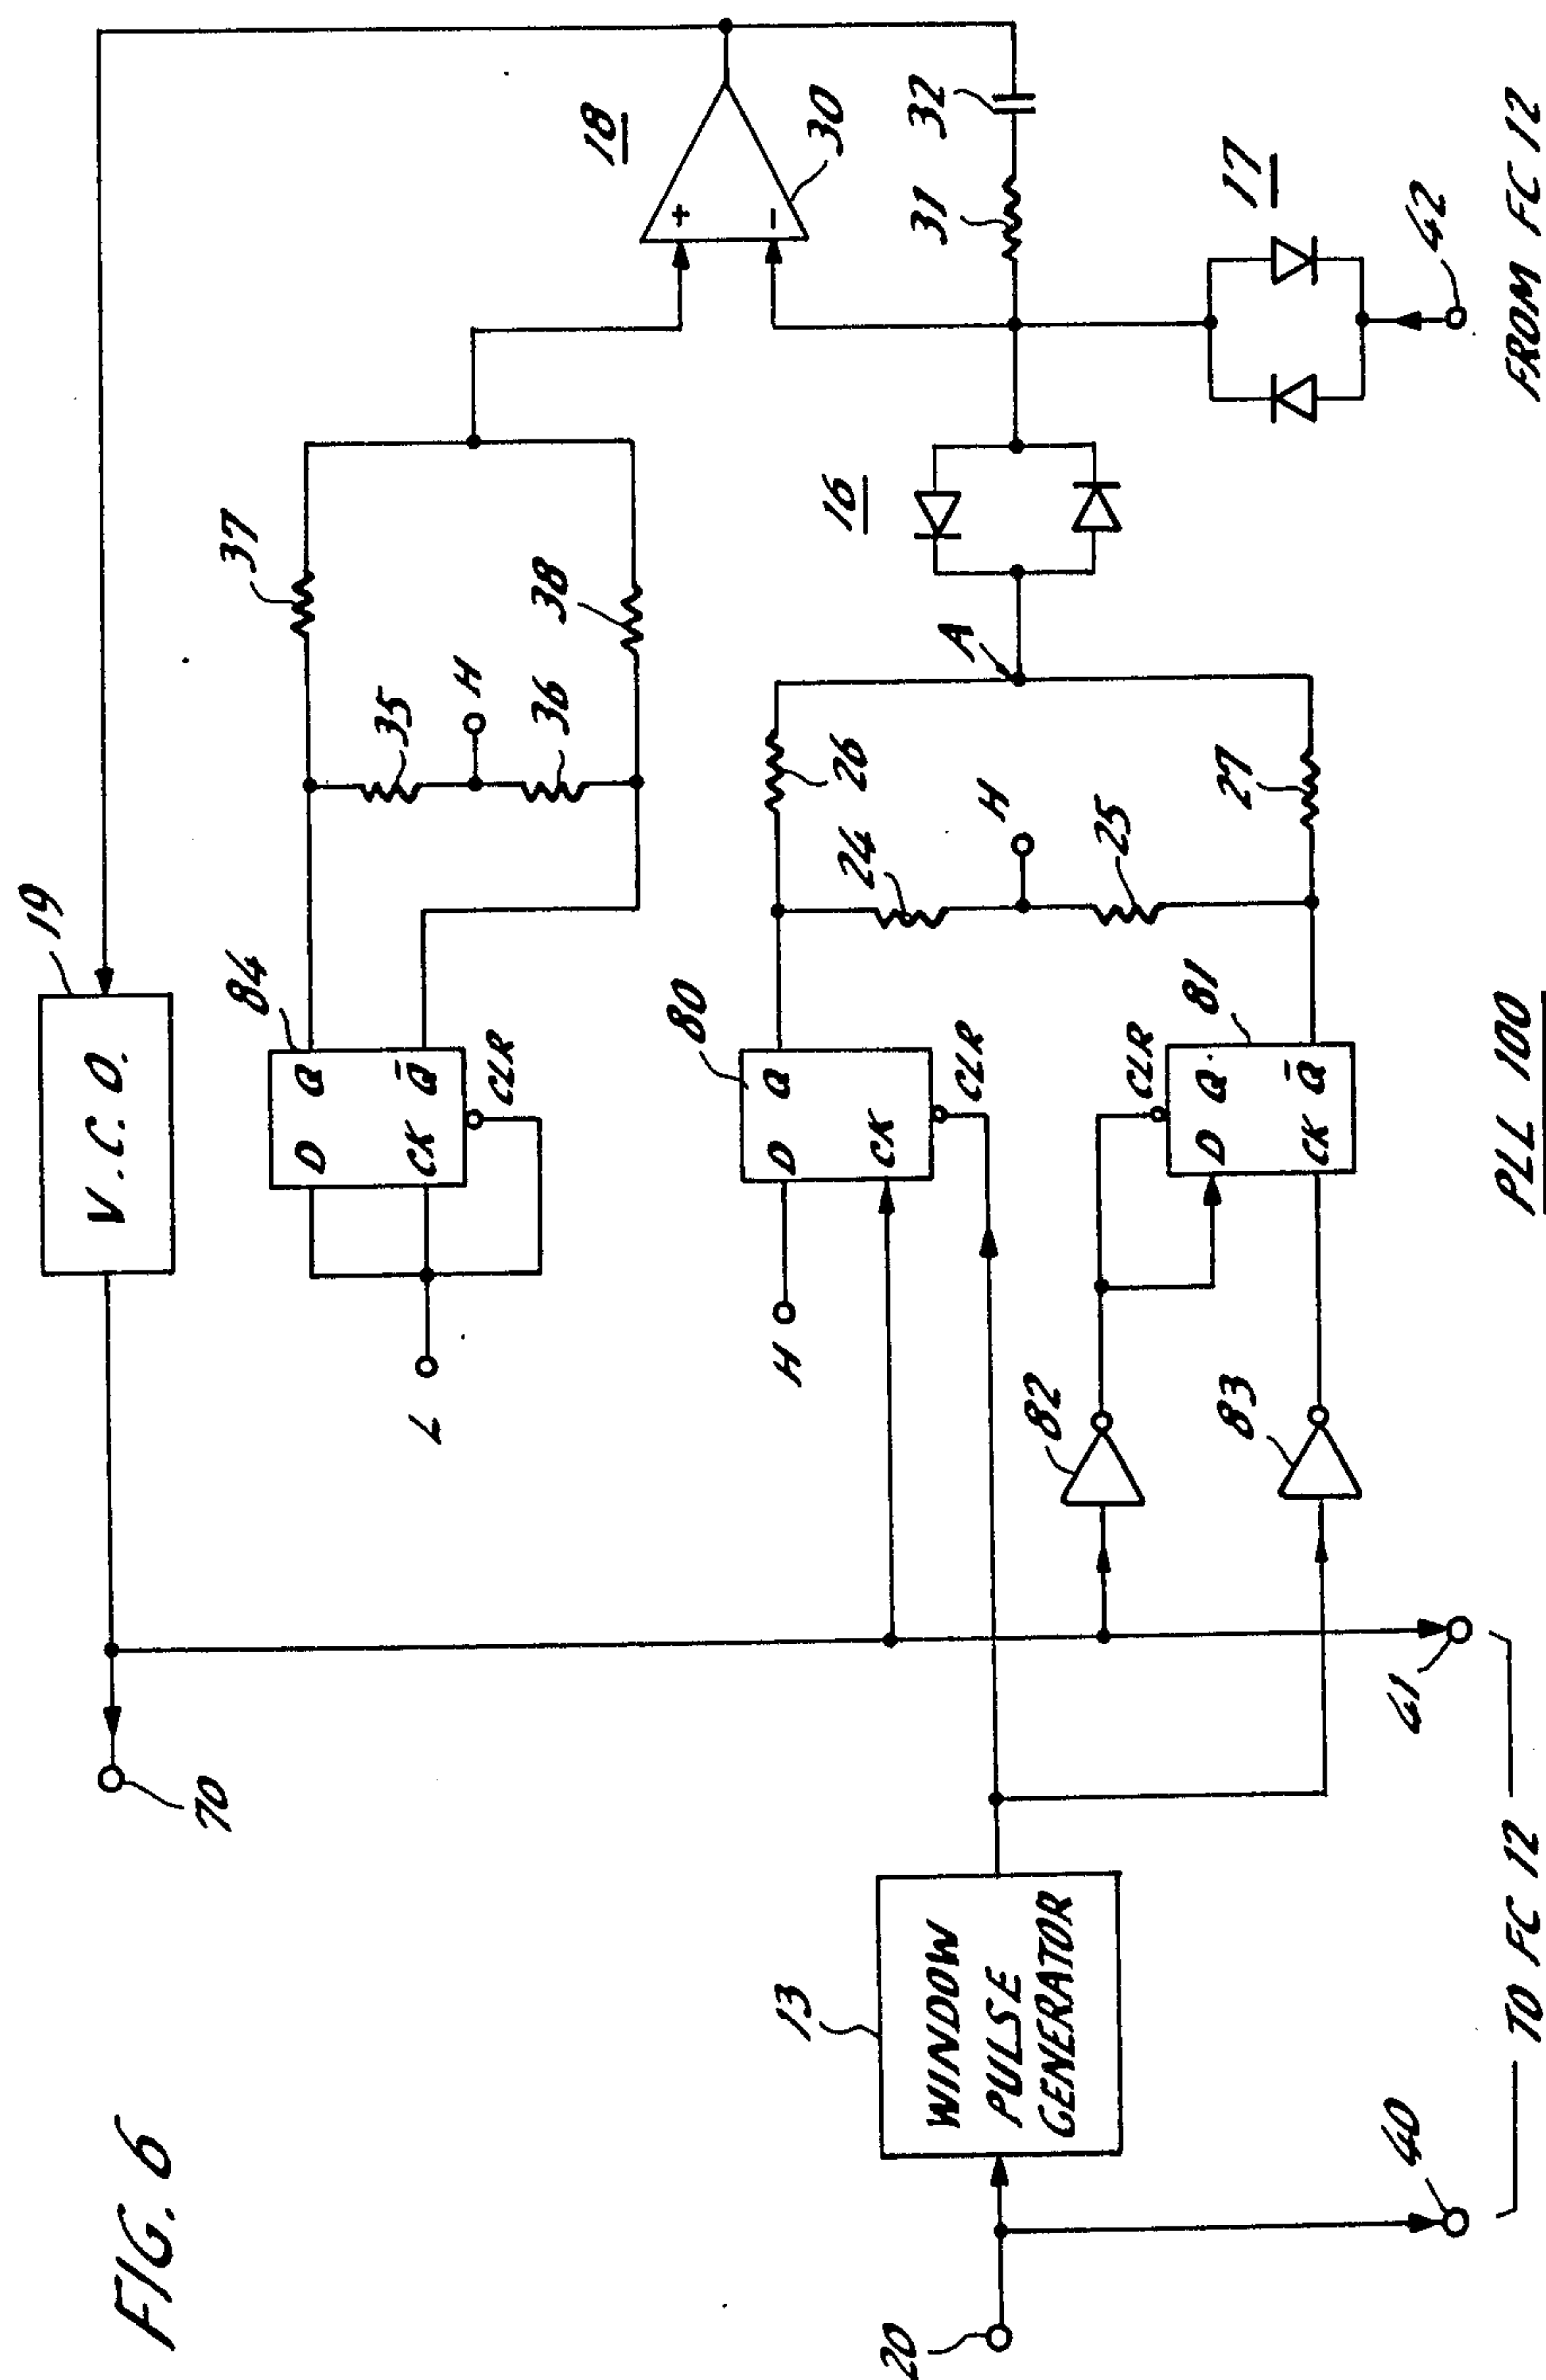 FIG. 6
19
V.C.O.
70
84
D Q
CK Q̄
CLR
L
37
35
H
36
38
18
+
-
30
31
32
80
D Q
CK
CLR
H
26
24
H
25
27
A
16
17
42
FROM FC 12
82
83
CLR
81
D Q
CK Q̄
13
WINDOW
PULSE
GENERATOR
20
40
41
TO FC 12
PLL 100